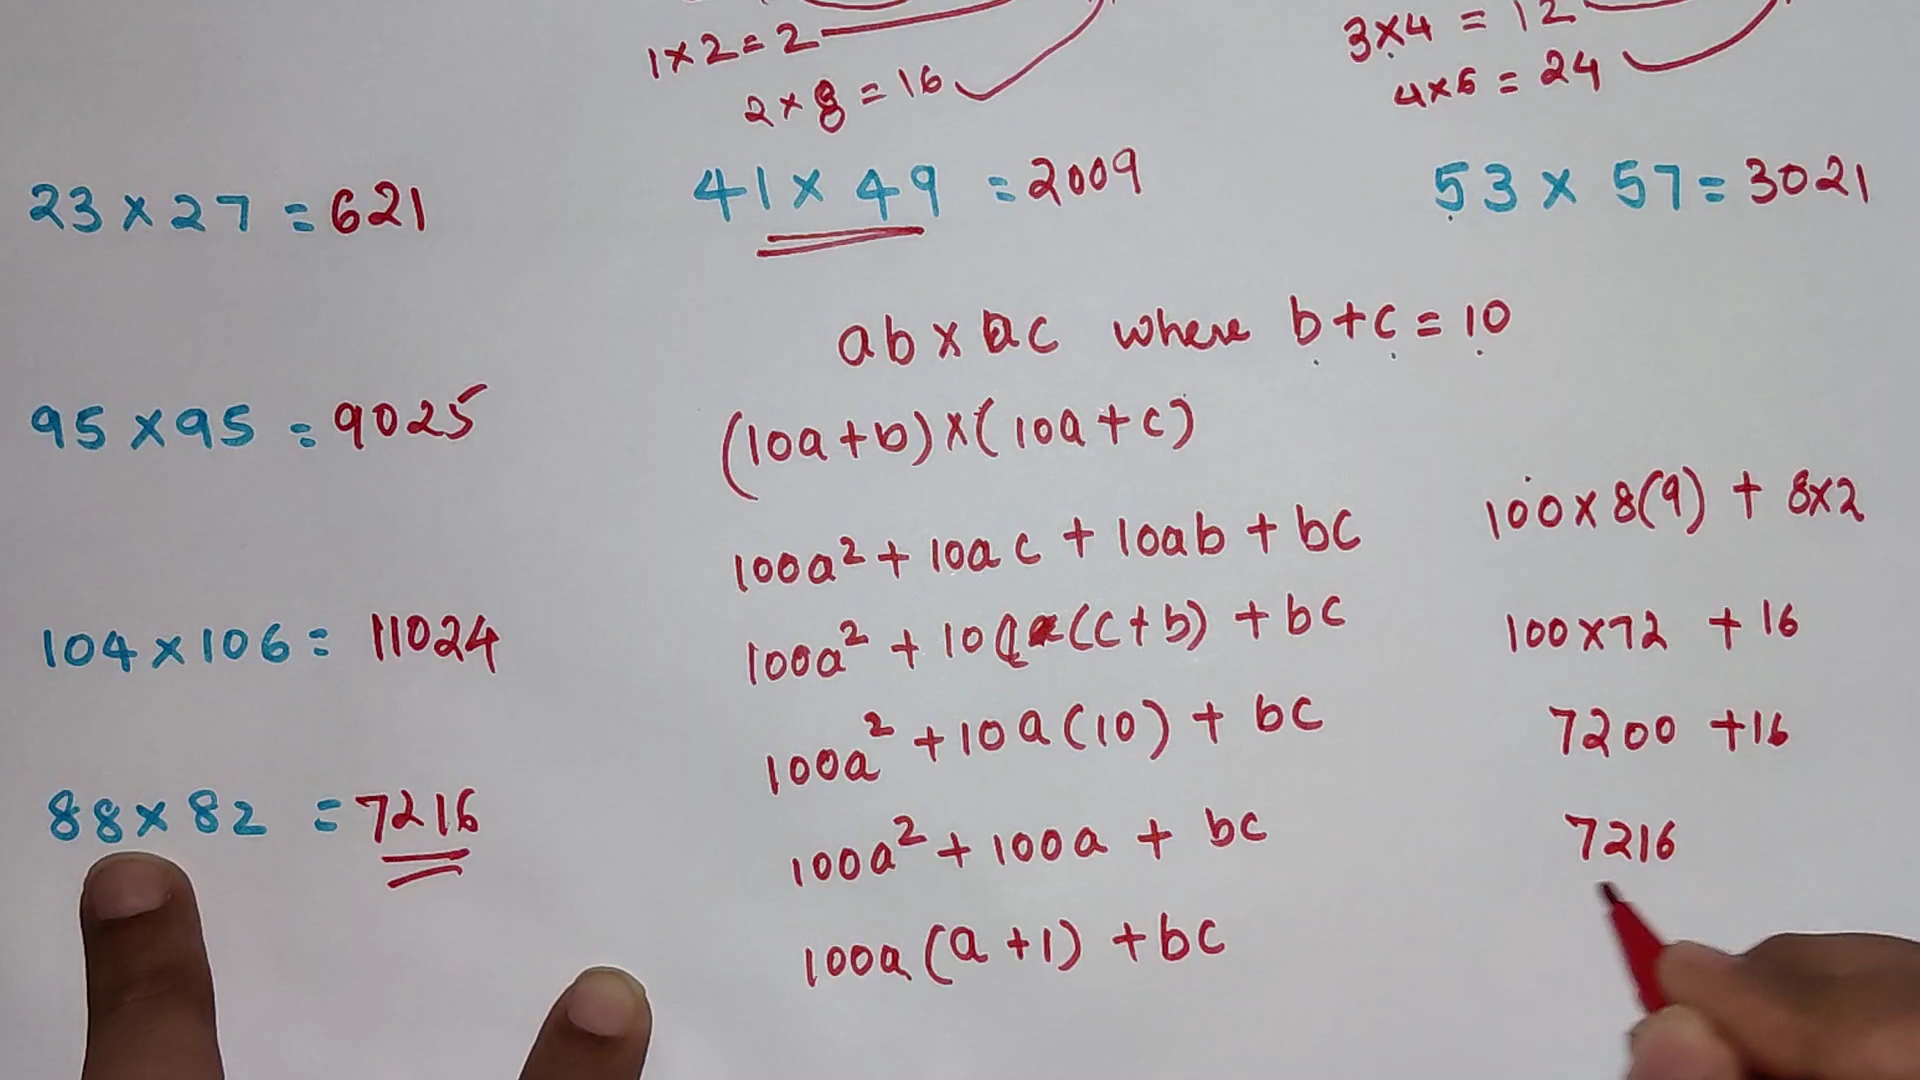 1×2=2
2×8=16
3×4=12
4×6=24
23×27=621
41×49=2009
53×57=3021
ab×ac where b+c=10
95×95=9025
(10a+b)×(10a+c)
100a²+10ac+10ab+bc
100×8(9)+8×2
104×106=11024
100a²+10a(c+b)+bc
100×72+16
100a²+10a(10)+bc
7200+16
88×82=7216
100a²+100a+bc
7216
100a(a+1)+bc